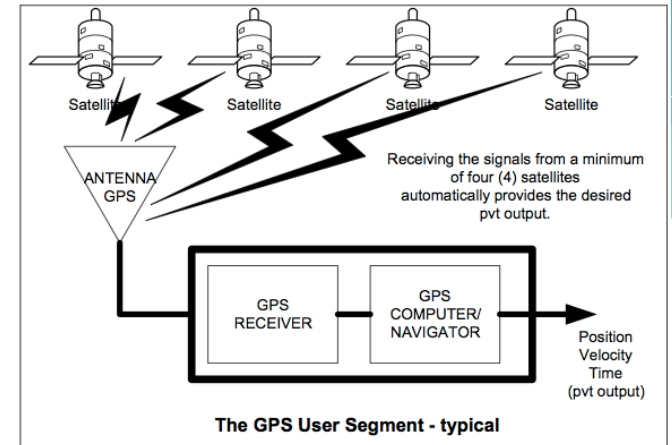 Satellite
Satellite
Satellite
Satellite
ANTENNA
GPS
Receiving the signals from a minimum
of four (4) satellites
automatically provides the desired
pvt output.
GPS
RECEIVER
GPS
COMPUTER/
NAVIGATOR
Position
Velocity
Time
(pvt output)
The GPS User Segment - typical